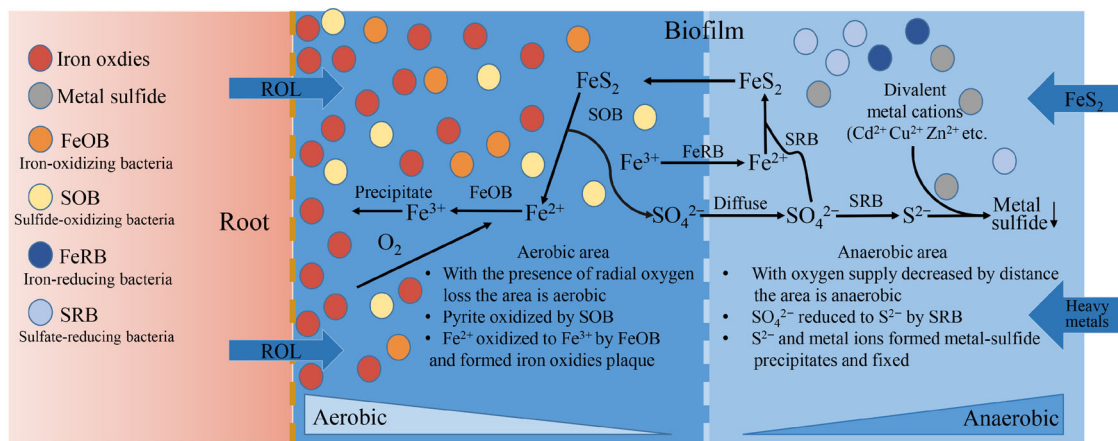 Iron oxdies
Metal sulfide
FeOB
Iron-oxidizing bacteria
SOB
Sulfide-oxidizing bacteria
FeRB
Iron-reducing bacteria
SRB
Sulfate-reducing bacteria
Root
ROL
ROL
Biofilm
FeS₂
SOB
Fe³⁺
FeRB
Fe²⁺
FeS₂
SRB
Precipitate
Fe³⁺
FeOB
Fe²⁺
O₂
SO₄²⁻
Diffuse
SO₄²⁻
SRB
S²⁻
Metal
sulfide↓
Divalent
metal cations
(Cd²⁺ Cu²⁺ Zn²⁺ etc.
Aerobic area
• With the presence of radial oxygen
loss the area is aerobic
• Pyrite oxidized by SOB
• Fe²⁺ oxidized to Fe³⁺ by FeOB
and formed iron oxidies plaque
Anaerobic area
• With oxygen supply decreased by distance
the area is anaerobic
• SO₄²⁻ reduced to S²⁻ by SRB
• S²⁻ and metal ions formed metal-sulfide
precipitates and fixed
FeS₂
Heavy
metals
Aerobic
Anaerobic